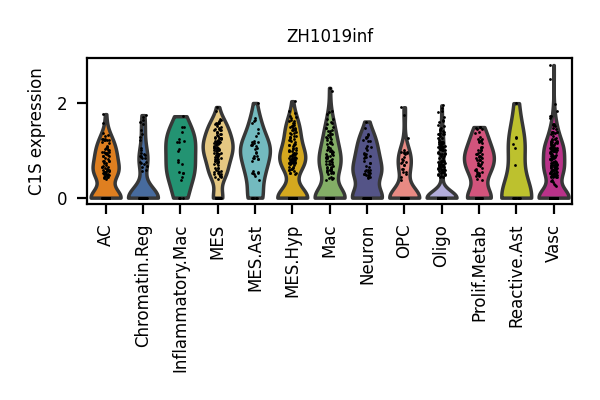 ZH1019inf
C1S expression
2
0
AC
Chromatin.Reg
Inflammatory.Mac
MES
MES.Ast
MES.Hyp
Mac
Neuron
OPC
Oligo
Prolif.Metab
Reactive.Ast
Vasc